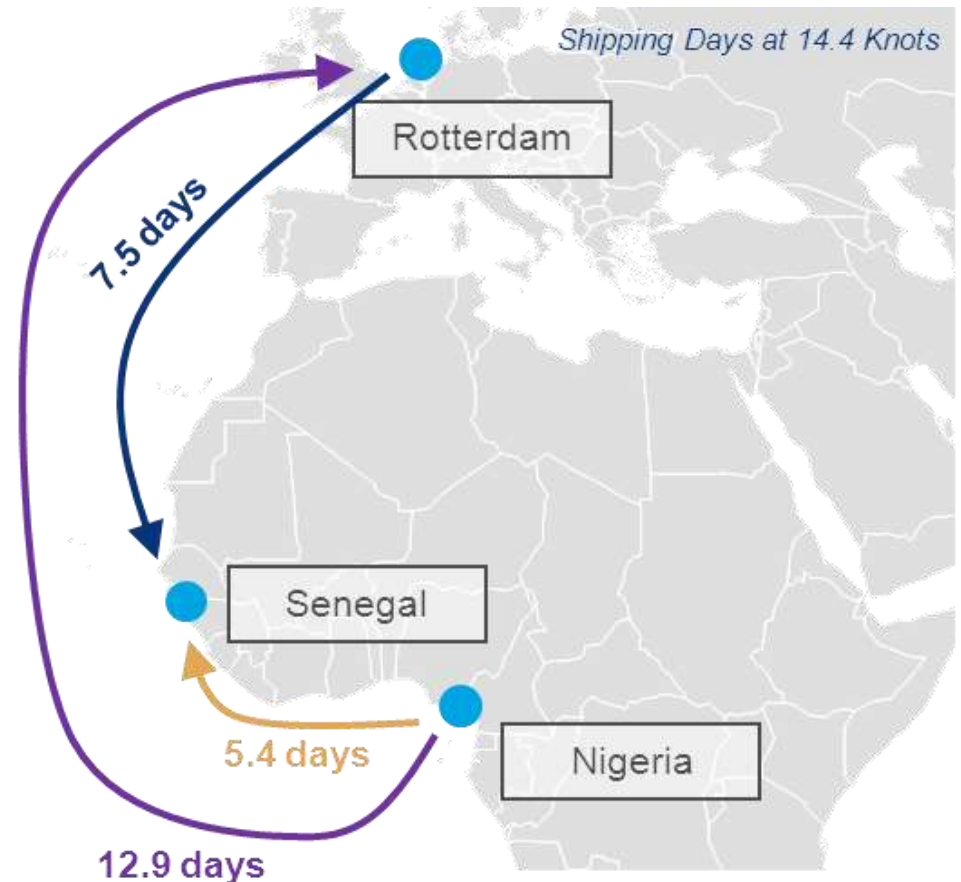 Shipping Days at 14.4 Knots
Rotterdam
7.5 days
Senegal
5.4 days
Nigeria
12.9 days